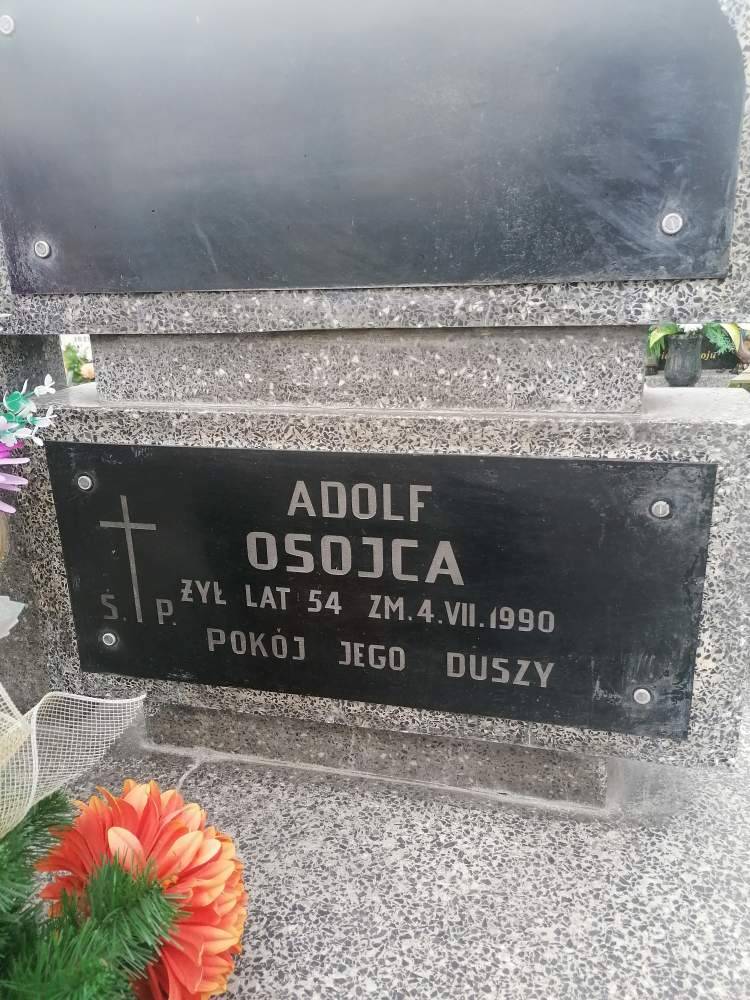 ADOLF
OSOJCA
Ś. P. ŻYŁ LAT 54 ZM. 4. VII. 1990
POKÓJ JEGO DUSZY